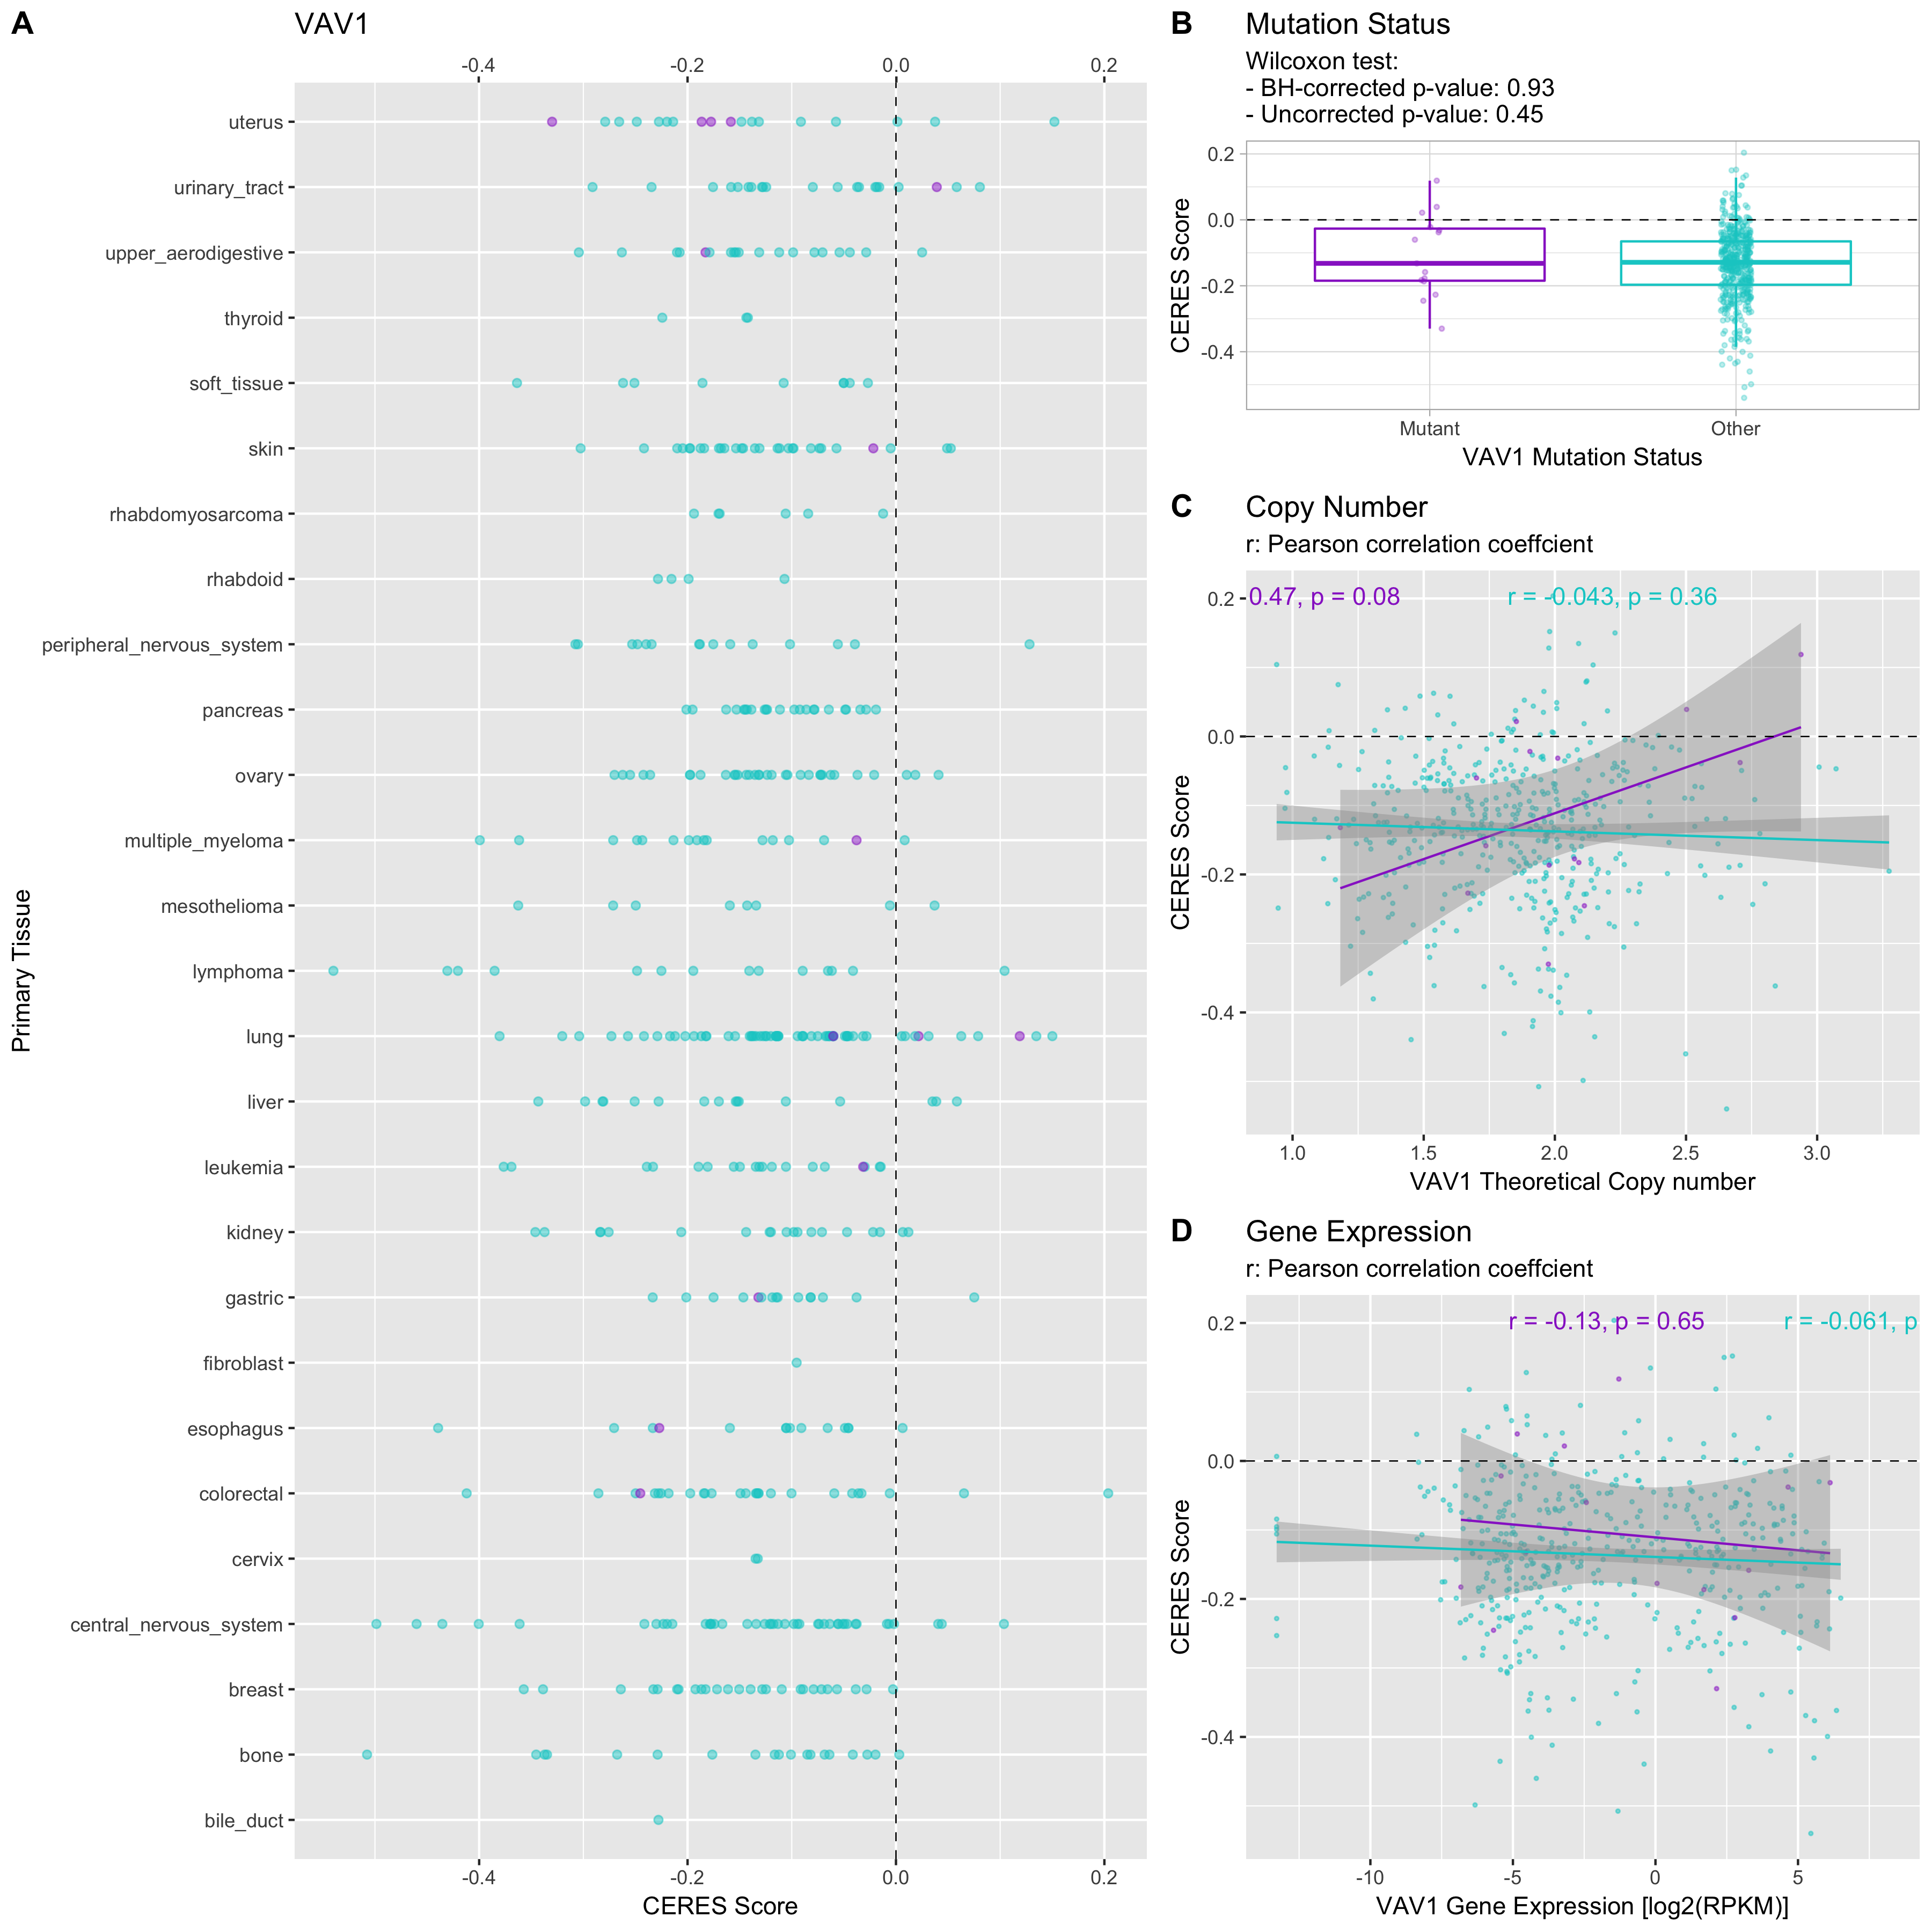 A
VAV1
-0.4
-0.2
0.0
0.2
Primary Tissue
uterus
urinary_tract
upper_aerodigestive
thyroid
soft_tissue
skin
rhabdomyosarcoma
rhabdoid
peripheral_nervous_system
pancreas
ovary
multiple_myeloma
mesothelioma
lymphoma
lung
liver
leukemia
kidney
gastric
fibroblast
esophagus
colorectal
cervix
central_nervous_system
breast
bone
bile_duct
-0.4
-0.2
0.0
0.2
CERES Score
B
Mutation Status
Wilcoxon test:
- BH-corrected p-value: 0.93
- Uncorrected p-value: 0.45
CERES Score
0.2
0.0
-0.2
-0.4
Mutant
Other
VAV1 Mutation Status
C
Copy Number
r: Pearson correlation coeffcient
0.47, p = 0.08
r = -0.043, p = 0.36
CERES Score
0.2
0.0
-0.2
-0.4
1.0
1.5
2.0
2.5
3.0
VAV1 Theoretical Copy number
D
Gene Expression
r: Pearson correlation coeffcient
r = -0.13, p = 0.65
r = -0.061, p
CERES Score
0.2
0.0
-0.2
-0.4
-10
-5
0
5
VAV1 Gene Expression [log2(RPKM)]